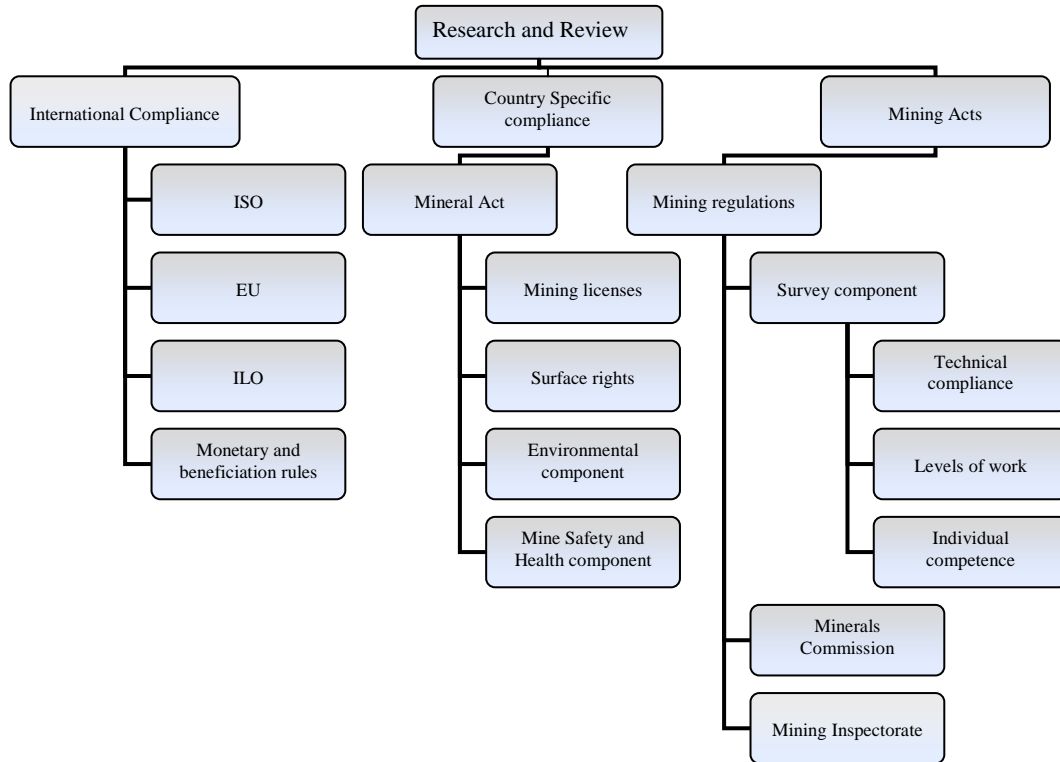 Research and Review
International Compliance
Country Specific
compliance
Mining Acts
ISO
EU
ILO
Monetary and
beneficiation rules
Mineral Act
Mining licenses
Surface rights
Environmental
component
Mine Safety and
Health component
Mining regulations
Survey component
Technical
compliance
Levels of work
Individual
competence
Minerals
Commission
Mining Inspectorate